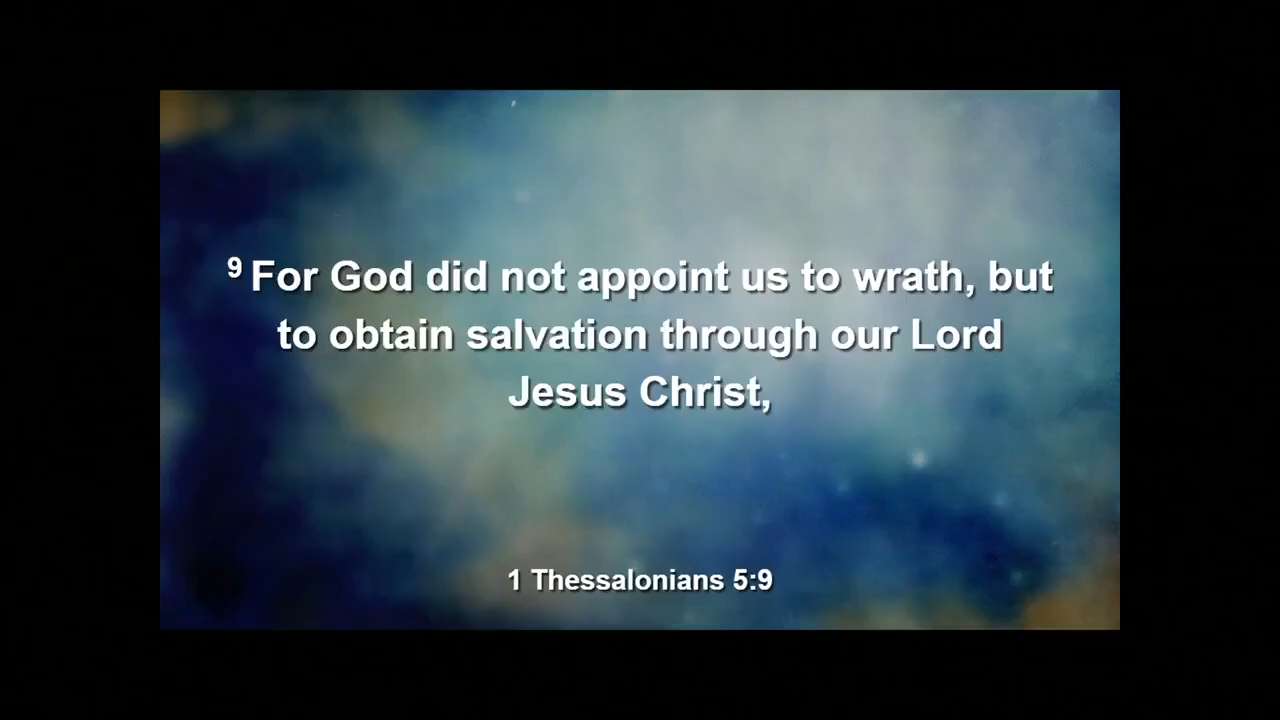 9 For God did not appoint us to wrath, but
to obtain salvation through our Lord
Jesus Christ,
1 Thessalonians 5:9